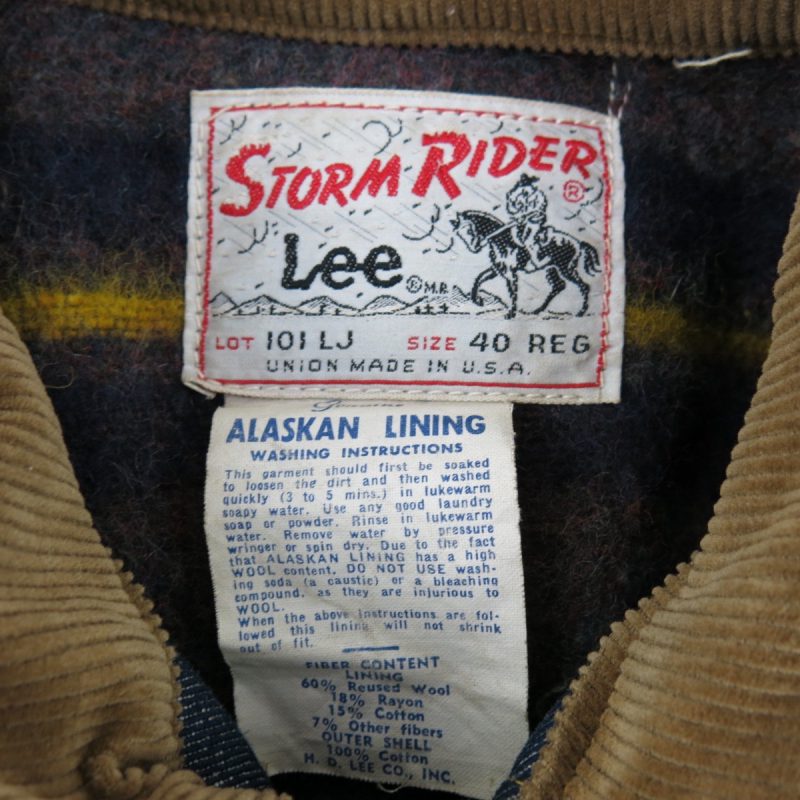 STORM RIDER ®
Lee ® M.R.
LOT 101 LJ SIZE 40 REG
UNION MADE IN U.S.A.
ALASKAN LINING
WASHING INSTRUCTIONS
This garment should first be soaked
to loosen the dirt and then washed
quickly (3 to 5 mins.) in lukewarm
soapy water. Use any good laundry
soap or powder. Rinse in lukewarm
water. Remove water by pressure
wringer or spin dry. Due to the fact
that ALASKAN LINING has a high
WOOL content. DO NOT USE wash-
ing soda (a caustic) or a bleaching
compound, as they are injurious to
WOOL.
When the above instructions are fol-
lowed this lining will not shrink
out of fit.
FIBER CONTENT
LINING
60% Reused Wool
18% Rayon
15% Cotton
7% Other fibers
OUTER SHELL
100% Cotton
H. D. LEE CO., INC.